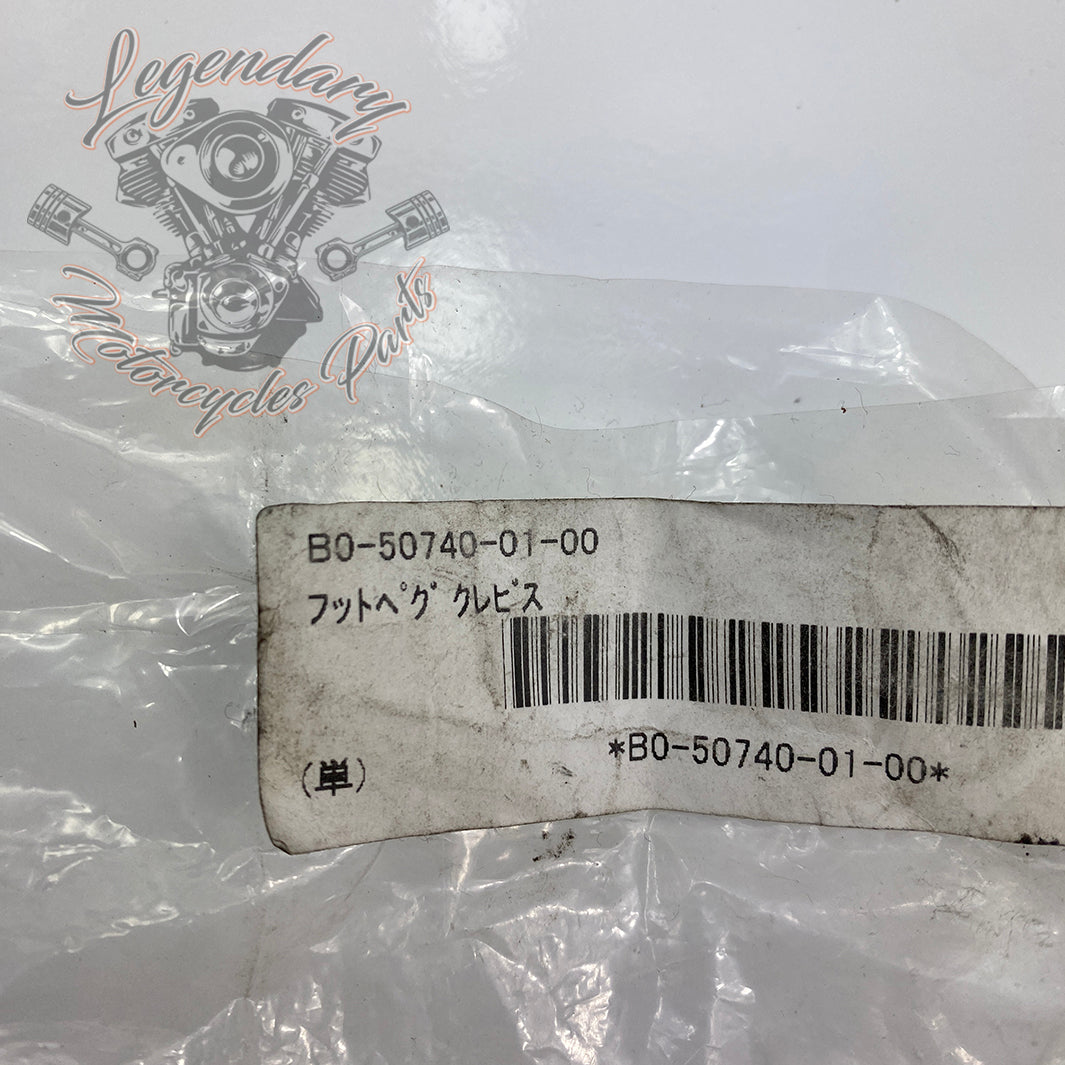 Legendary
Motorcycles Parts
B0-50740-01-00
フットペグ クレビス
*B0-50740-01-00*
(単)